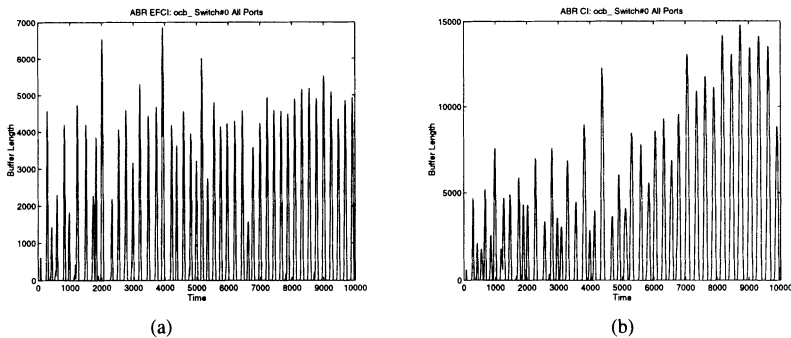 ABR EFCI: ocb_ Switch#0 All Ports
7000
6000
5000
4000
3000
2000
1000
0
Buffer Length
0 1000 2000 3000 4000 5000 6000 7000 8000 9000 10000
Time
(a)
ABR CI: ocb_ Switch#0 All Ports
15000
10000
5000
0
Buffer Length
0 1000 2000 3000 4000 5000 6000 7000 8000 9000 10000
Time
(b)